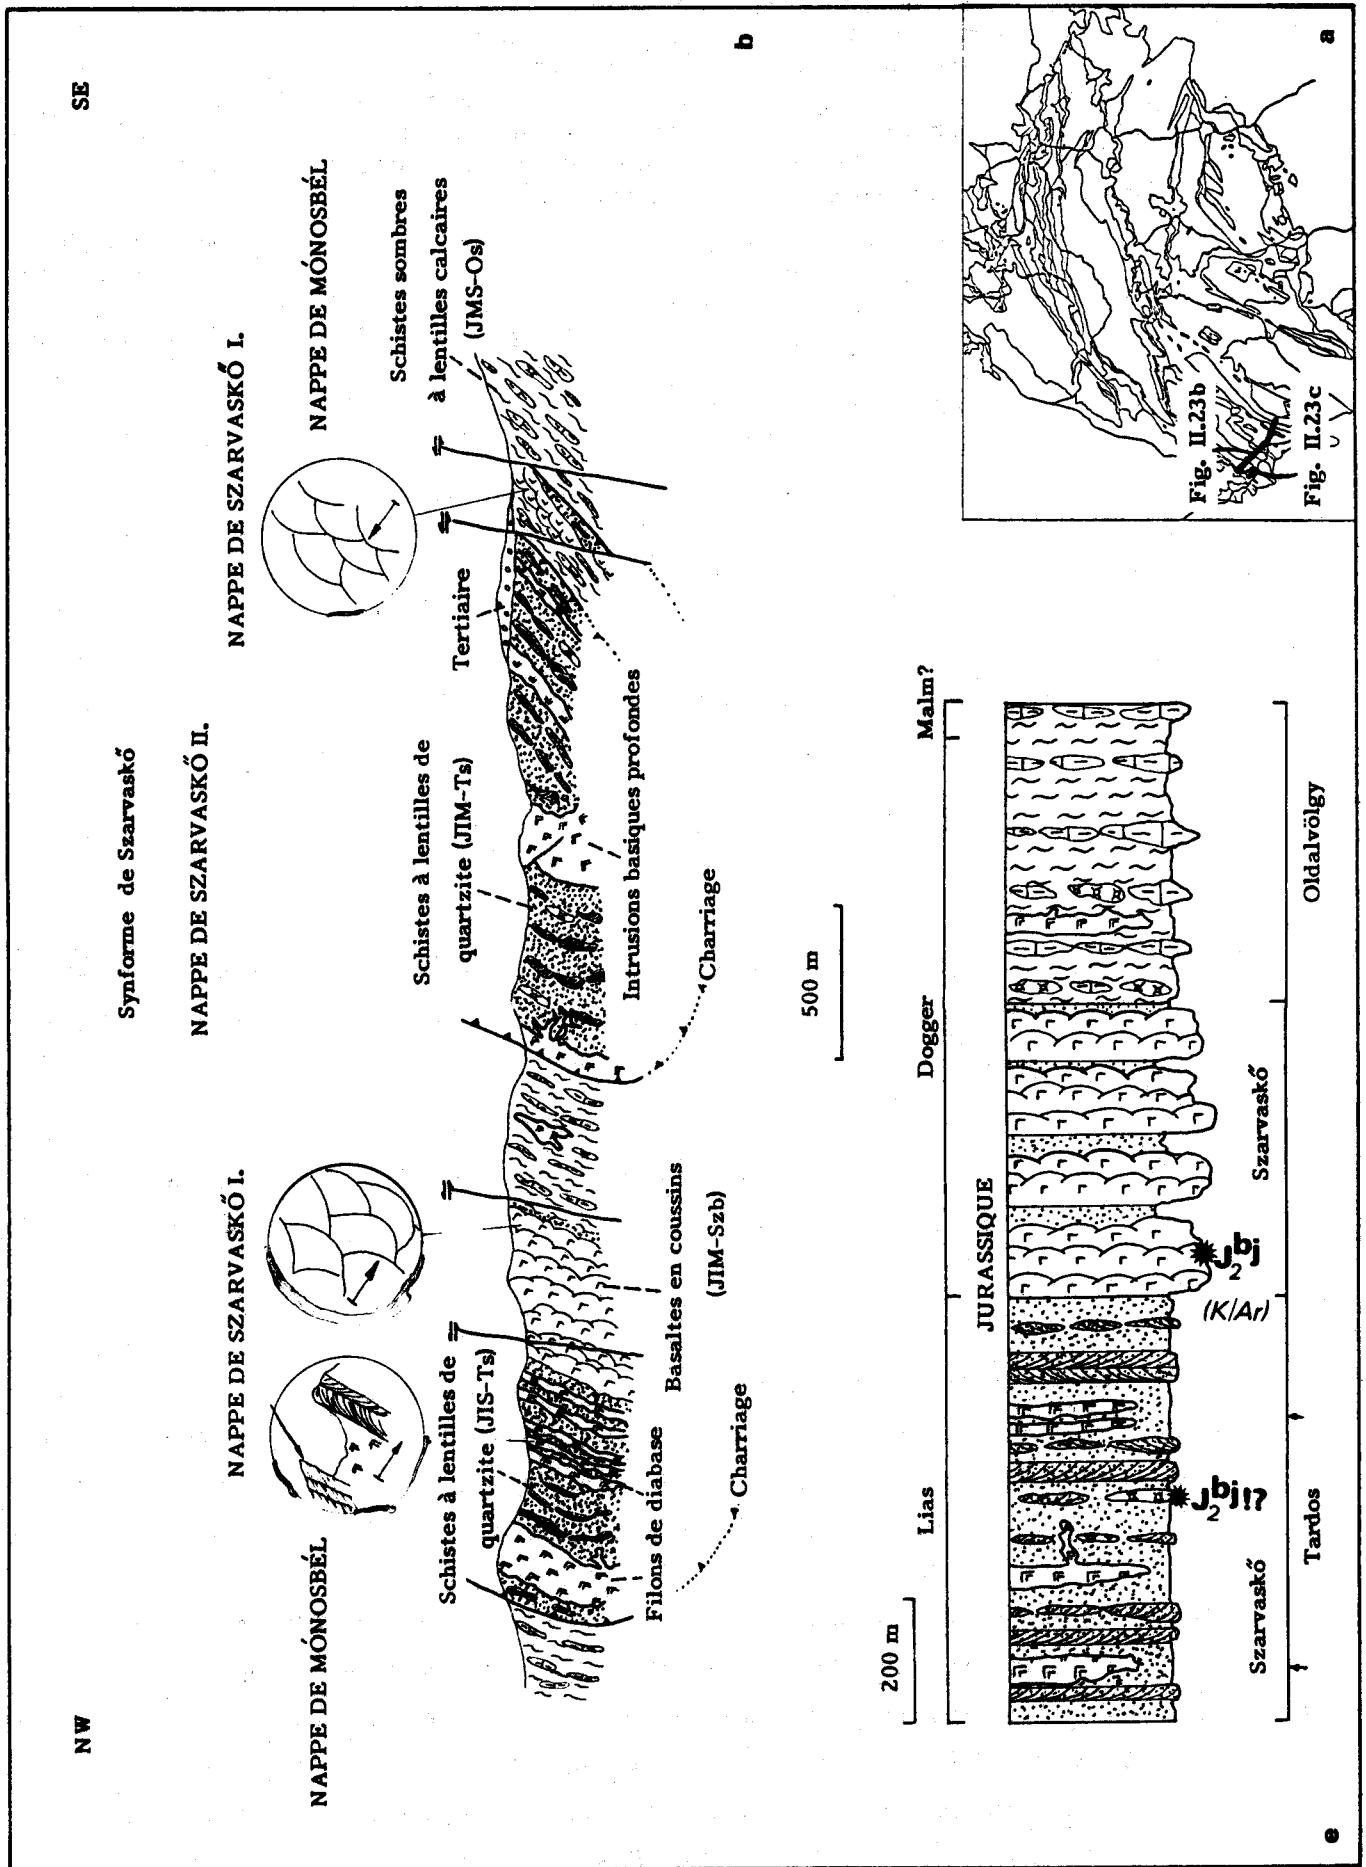 NW
SE
Synforme de Szarvaskő
NAPPE DE SZARVASKŐ II.
NAPPE DE SZARVASKŐ I.
NAPPE DE SZARVASKŐ I.
NAPPE DE MÓNOSBÉL
NAPPE DE MÓNOSBÉL
Schistes à lentilles de
quartzite (JIS-Ts)
Schistes à lentilles de
quartzite (JIM-Ts)
Tertiaire
Schistes sombres
à lentilles calcaires
(JMS-Os)
Filons de diabase
Basaltes en coussins
(JIM-Szb)
Intrusions basiques profondes
Charriage
Charriage
500 m
b
200 m
Lias
Dogger
Malm?
JURASSIQUE
J2bj!?
(K/Ar)
J2bj
Szarvaskő
Szarvaskő
Tardos
Oldalvölgy
e
Fig. II.23b
Fig. II.23c
a